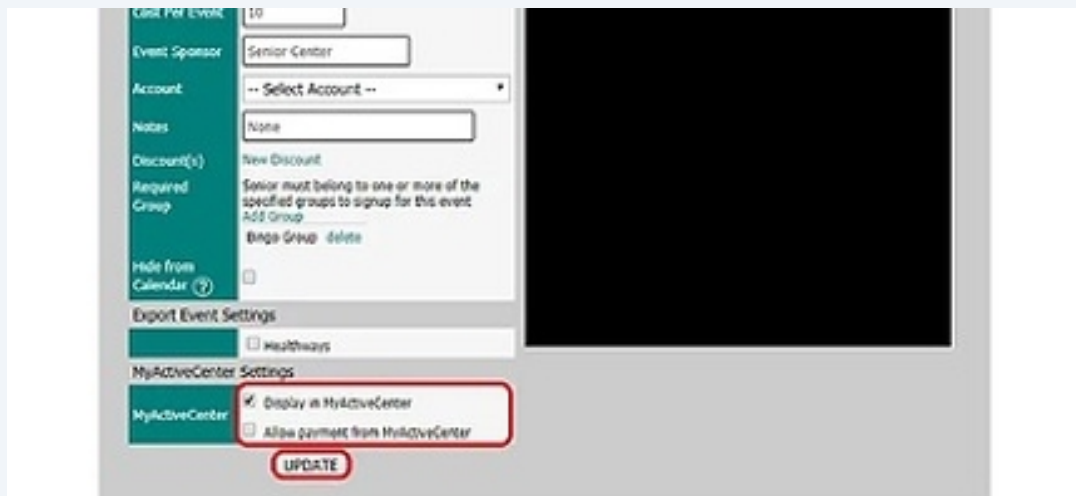 Cost Per Event 10
Event Sponsor Senior Center
Account -- Select Account --
Notes None
Discount(s) New Discount
Required Group Senior must belong to one or more of the
specified groups to signup for this event
Add Group
Bingo Group delete
Hide from
Calendar (?)
Export Event Settings
Healthways
MyActiveCenter Settings
MyActiveCenter Display in MyActiveCenter
Allow payment from MyActiveCenter
UPDATE